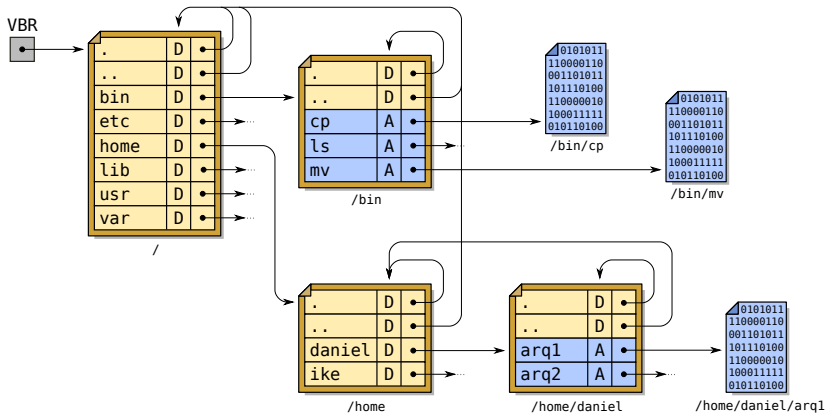 VBR
. D
.. D
bin D
etc D ...
home D
lib D ...
usr D ...
var D ...
/
. D
.. D
cp A
ls A ...
mv A
/bin
0101011
110000110
001101011
101110100
110000010
100011111
010110100
/bin/cp
0101011
110000110
001101011
101110100
110000010
100011111
010110100
/bin/mv
. D
.. D
daniel D
ike D ...
/home
. D
.. D
arq1 A
arq2 A ...
/home/daniel
0101011
110000110
001101011
101110100
110000010
100011111
010110100
/home/daniel/arq1